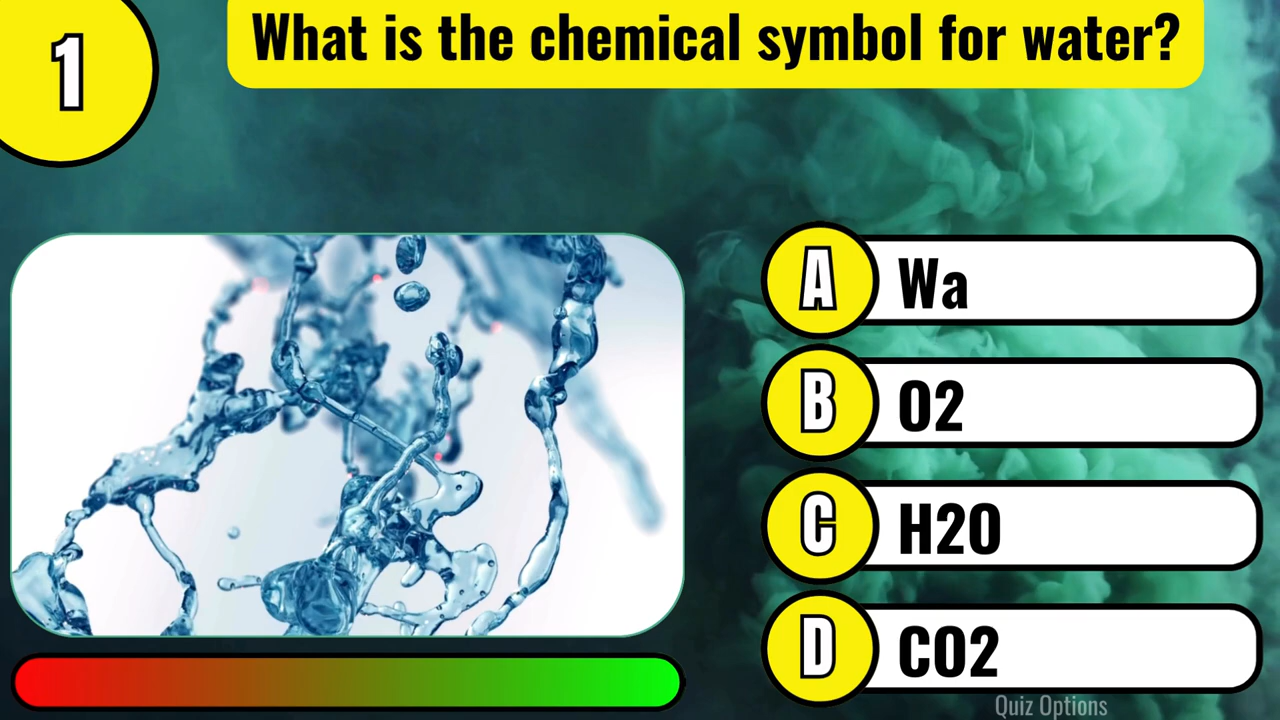 1
What is the chemical symbol for water?
A Wa
B O2
C H2O
D CO2
Quiz Options